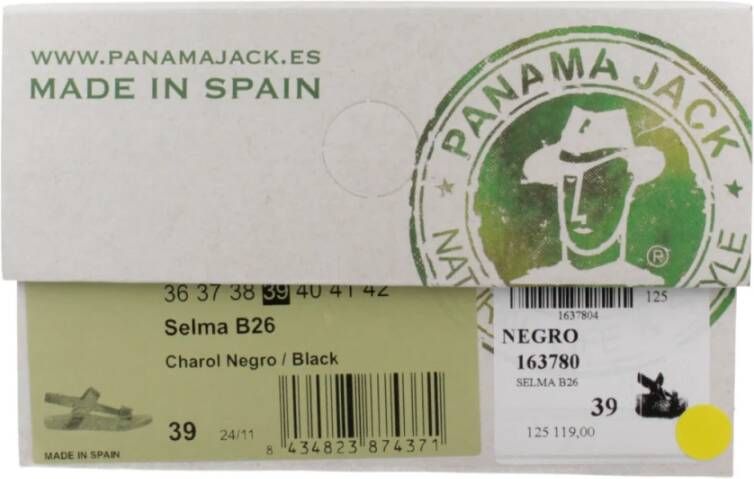 WWW.PANAMAJACK.ES
MADE IN SPAIN
PANAMA JACK
®
36 37 38 39 40 41 42
Selma B26
Charol Negro / Black
39
24/11
8 434823 874371
MADE IN SPAIN
125
1637804
NEGRO
163780
SELMA B26
39
125 119,00